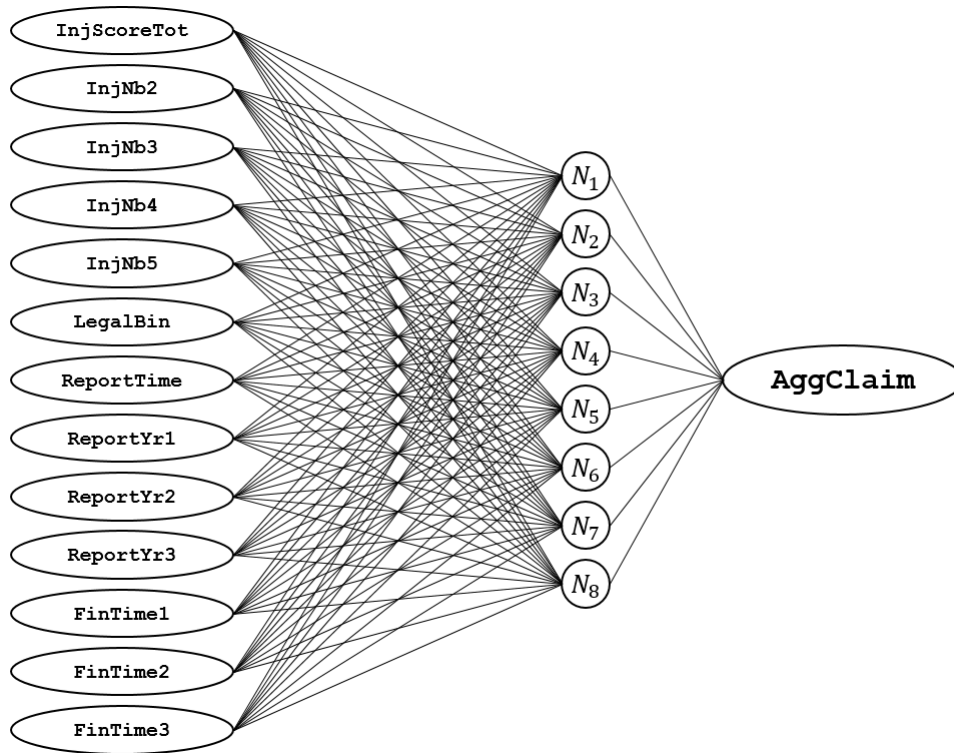 InjScoreTot
InjNb2
InjNb3
InjNb4
InjNb5
LegalBin
ReportTime
ReportYr1
ReportYr2
ReportYr3
FinTime1
FinTime2
FinTime3
N₁
N₂
N₃
N₄
N₅
N₆
N₇
N₈
AggClaim